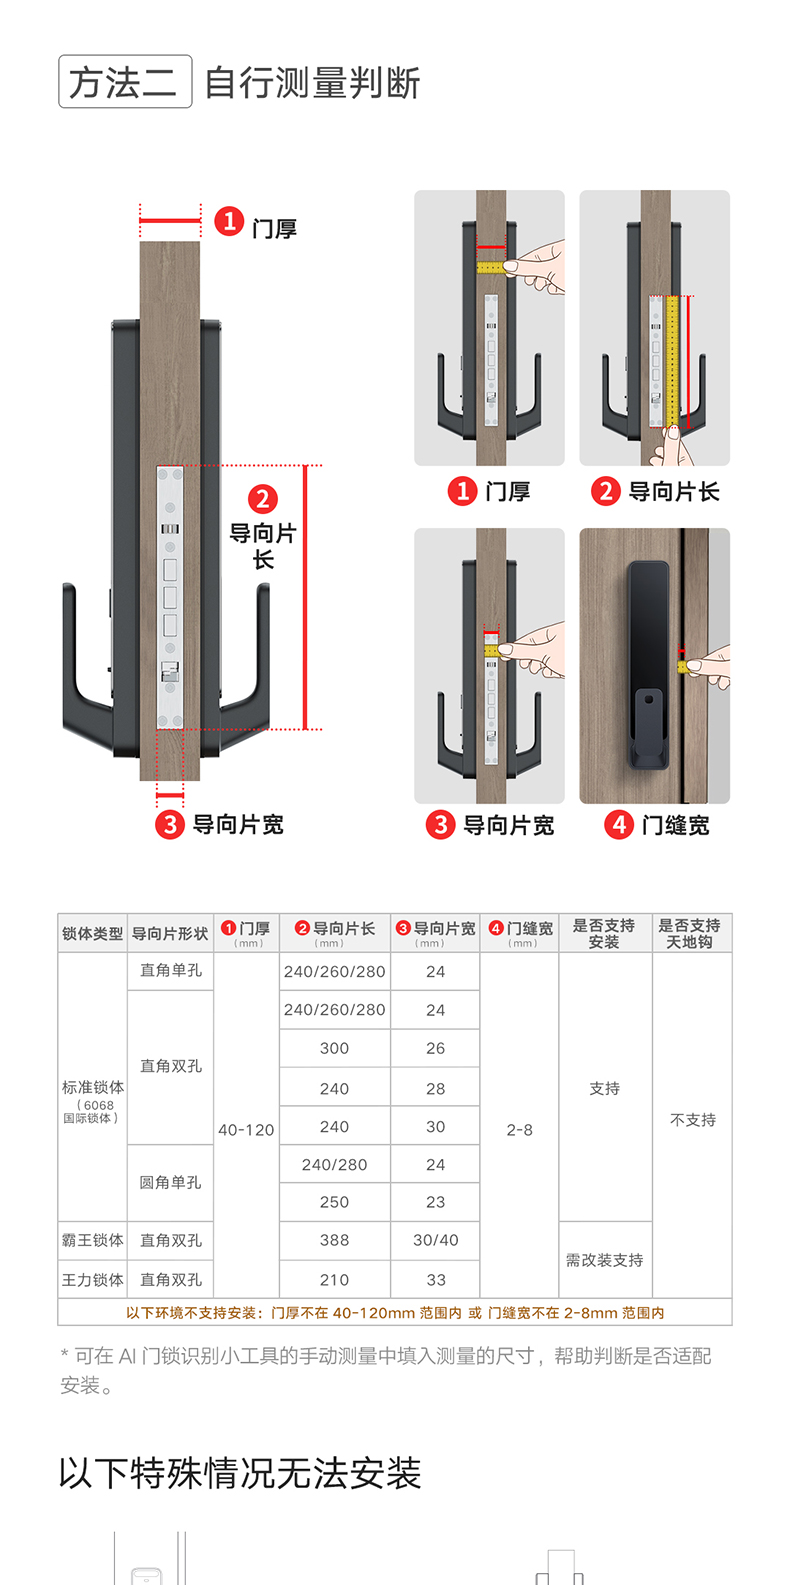 方法二 自行测量判断
1 门厚
2
导向片
长
3 导向片宽
1 门厚
2 导向片长
3 导向片宽
4 门缝宽
锁体类型 导向片形状 1 门厚 (mm) 2 导向片长 (mm) 3 导向片宽 (mm) 4 门缝宽 (mm) 是否支持安装 是否支持天地钩
直角单孔 240/260/280 24
240/260/280 24
300 26
直角双孔
标准锁体
(6068
国际锁体)
240 28
支持
240 30
40-120
2-8
不支持
240/280 24
圆角单孔
250 23
霸王锁体 直角双孔 388 30/40
需改装支持
王力锁体 直角双孔 210 33
以下环境不支持安装：门厚不在 40-120mm 范围内 或 门缝宽不在 2-8mm 范围内
* 可在 AI 门锁识别小工具的手动测量中填入测量的尺寸，帮助判断是否适配
安装。
以下特殊情况无法安装